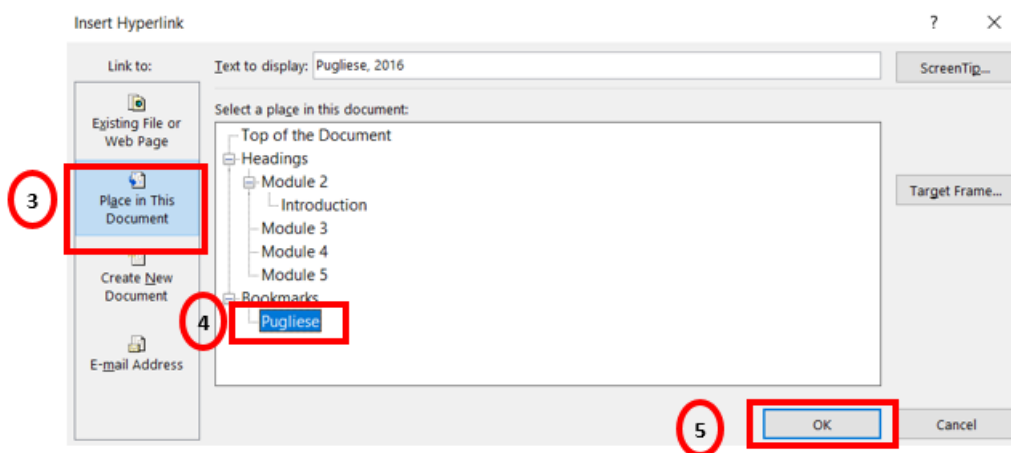 Insert Hyperlink
? ×
Link to:
Text to display: Pugliese, 2016
ScreenTip...
Existing File or
Web Page
Select a place in this document:
Top of the Document
Headings
Module 2
Introduction
Module 3
Module 4
Module 5
Bookmarks
Pugliese
3
Place in This
Document
Target Frame...
Create New
Document
4
E-mail Address
5
OK
Cancel